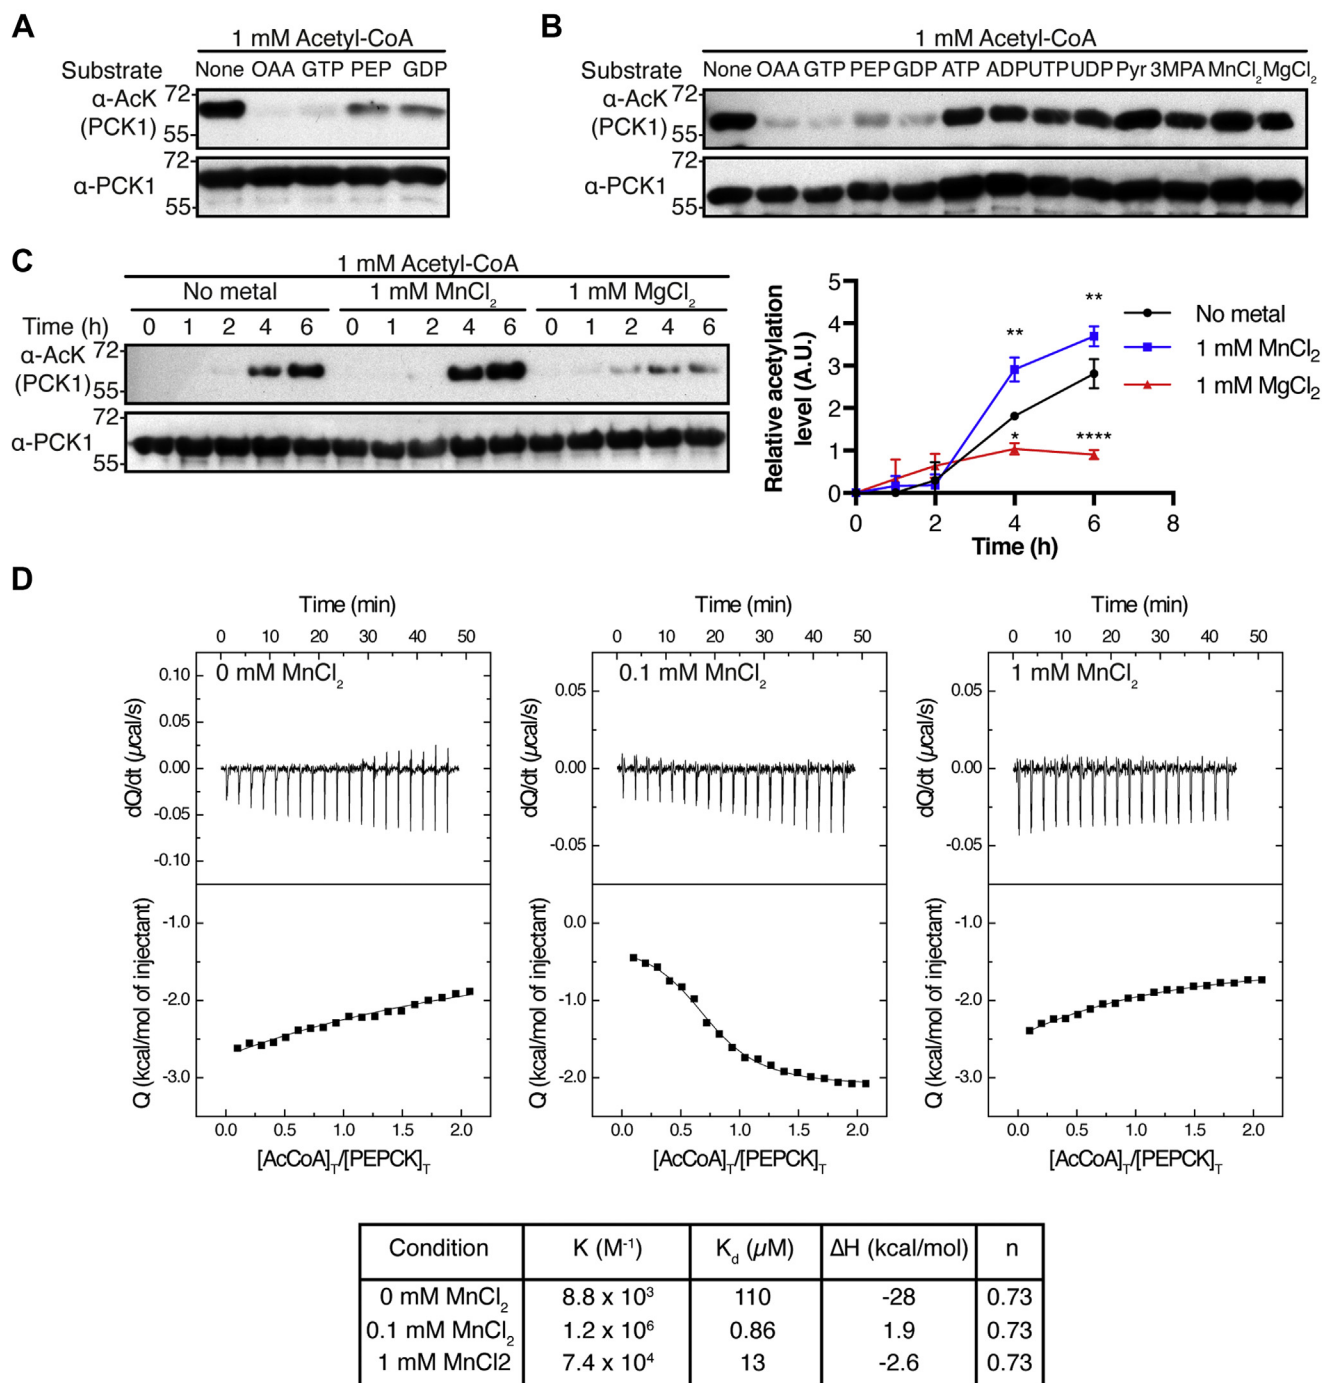 A
1 mM Acetyl-CoA
Substrate None OAA GTP PEP GDP
α-AcK (PCK1)
72
55
α-PCK1
72
55
B
1 mM Acetyl-CoA
Substrate None OAA GTP PEP GDP ATP ADP UTP UDP Pyr 3MPA MnCl2 MgCl2
α-AcK (PCK1)
72
55
α-PCK1
72
55
C
1 mM Acetyl-CoA
No metal 1 mM MnCl2 1 mM MgCl2
Time (h) 0 1 2 4 6 0 1 2 4 6 0 1 2 4 6
α-AcK (PCK1)
72
55
α-PCK1
72
55
Relative acetylation level (A.U.)
5
4
3
2
1
0
** **
* ****
0 2 4 6 8
Time (h)
No metal
1 mM MnCl2
1 mM MgCl2
D
Time (min)
0 10 20 30 40 50
0 mM MnCl2
dQ/dt (µcal/s)
0.10
0.05
0.00
-0.05
-0.10
Q (kcal/mol of injectant)
-1.0
-2.0
-3.0
0.0 0.5 1.0 1.5 2.0
[AcCoA]T/[PEPCK]T
Time (min)
0 10 20 30 40 50
0.1 mM MnCl2
dQ/dt (µcal/s)
0.05
0.00
-0.05
Q (kcal/mol of injectant)
0.0
-1.0
-2.0
0.0 0.5 1.0 1.5 2.0
[AcCoA]T/[PEPCK]T
Time (min)
0 10 20 30 40 50
1 mM MnCl2
dQ/dt (µcal/s)
0.05
0.00
-0.05
Q (kcal/mol of injectant)
-1.0
-2.0
-3.0
0.0 0.5 1.0 1.5 2.0
[AcCoA]T/[PEPCK]T
Condition K (M-1) Kd (µM) ΔH (kcal/mol) n
0 mM MnCl2 8.8 x 10³ 110 -28 0.73
0.1 mM MnCl2 1.2 x 10⁶ 0.86 1.9 0.73
1 mM MnCl2 7.4 x 10⁴ 13 -2.6 0.73